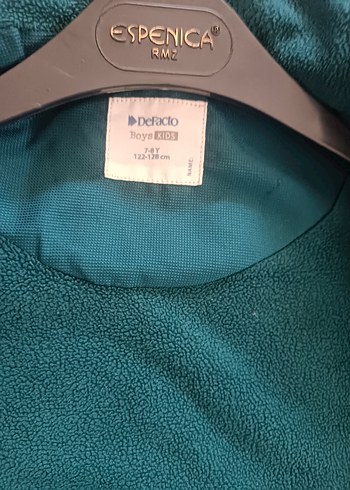 ESPENICA
RMZ
DeFacto
Boys KIDS
7-8 Y
122-128 cm
NAME: